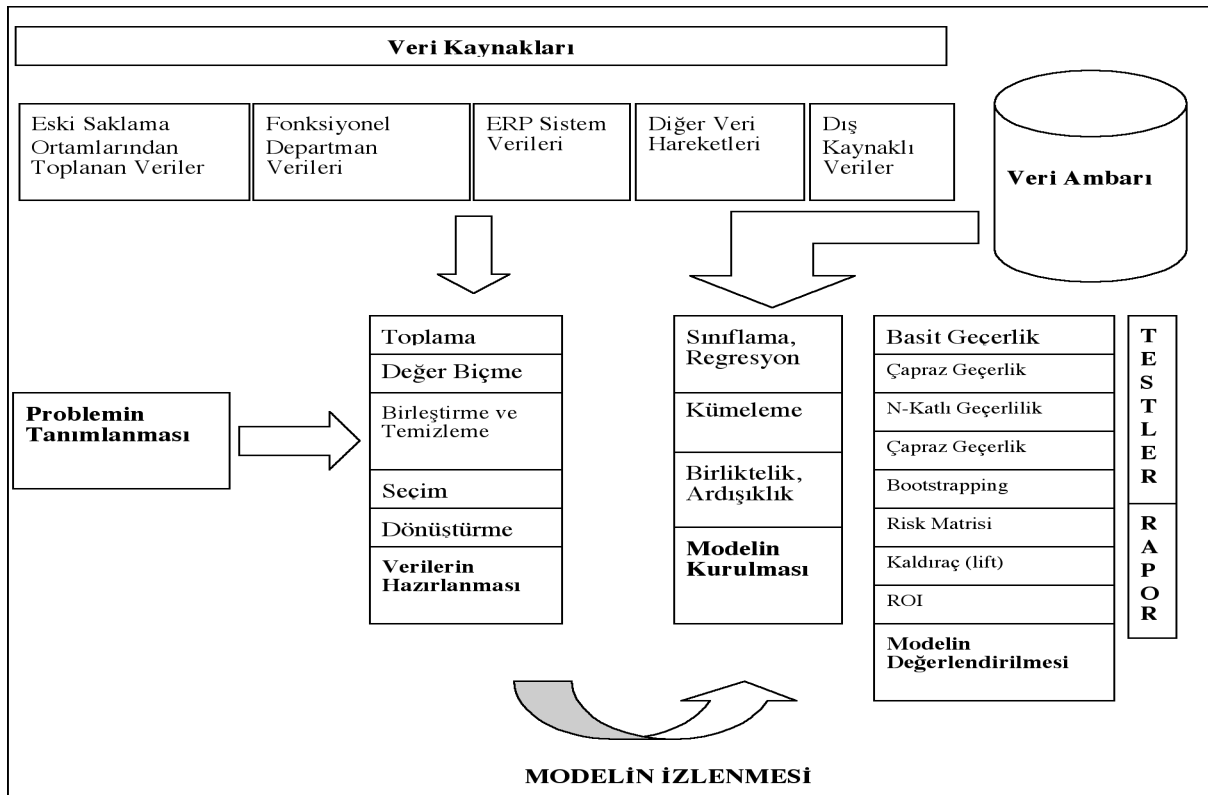 Veri Kaynakları
Eski Saklama
Ortamlarından
Toplanan Veriler
Fonksiyonel
Departman
Verileri
ERP Sistem
Verileri
Diğer Veri
Hareketleri
Dış
Kaynaklı
Veriler
Veri Ambarı
Problemin
Tanımlanması
Toplama
Değer Biçme
Birleştirme ve
Temizleme
Seçim
Dönüştürme
Verilerin
Hazırlanması
Sınıflama,
Regresyon
Kümeleme
Birliktelik,
Ardışıklık
Modelin
Kurulması
Basit Geçerlik
Çapraz Geçerlik
N-Katlı Geçerlilik
Çapraz Geçerlik
Bootstrapping
Risk Matrisi
Kaldıraç (lift)
ROI
Modelin
Değerlendirilmesi
TESTLER
RAPOR
MODELİN İZLENMESİ